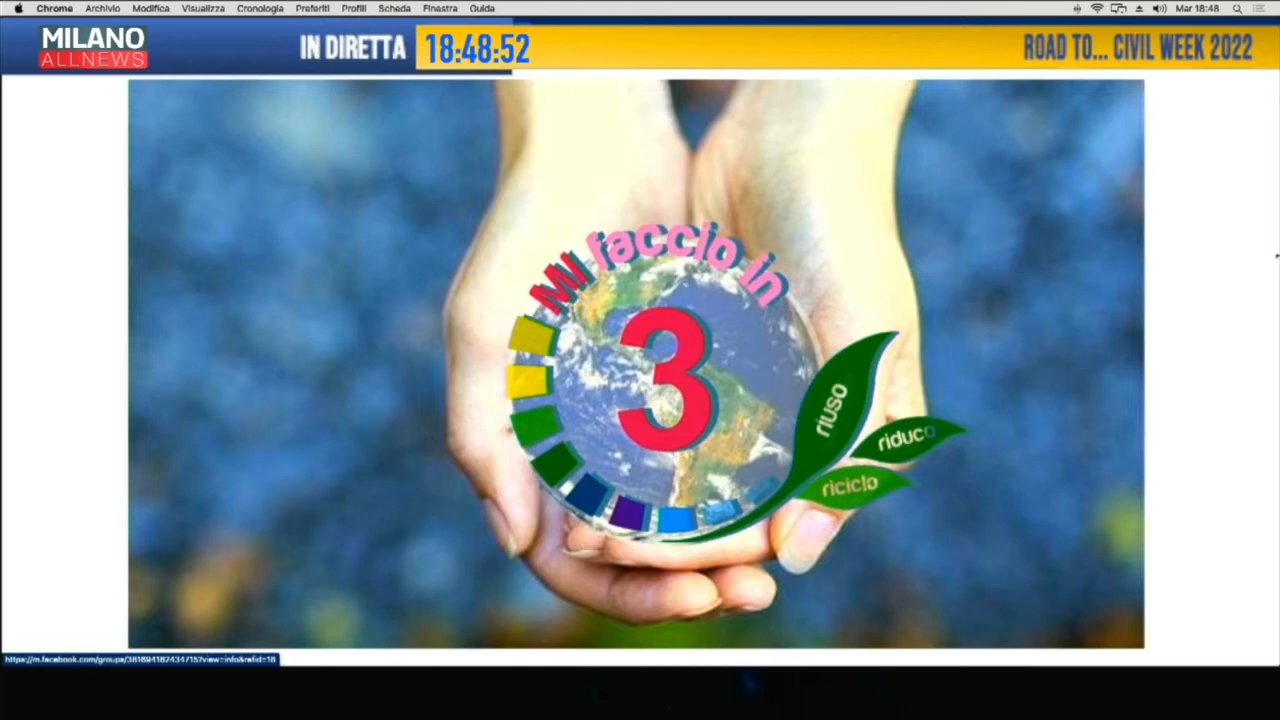 Chrome Archivio Modifica Visualizza Cronologia Preferiti Profili Scheda Finestra Guida Mar 18:48
MILANO
ALLNEWS
IN DIRETTA
18:48:52
ROAD TO... CIVIL WEEK 2022
Mi faccio in
3
riuso
riduco
riciclo